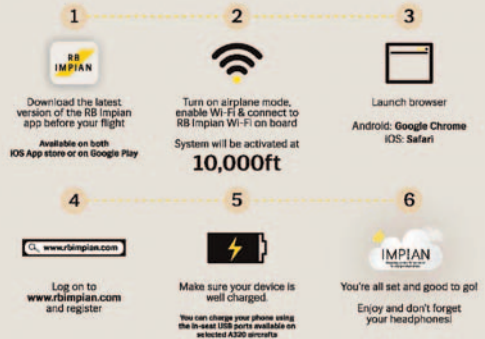 1
RB
IMPIAN
Download the latest
version of the RB Impian
app before your flight
Available on both
iOS App store or on Google Play
2
Turn on airplane mode,
enable Wi-Fi & connect to
RB Impian Wi-Fi on board
System will be activated at
10,000ft
3
Launch browser
Android: Google Chrome
iOS: Safari
4
www.rbimpian.com
Log on to
www.rbimpian.com
and register
5
Make sure your device is
well charged.
You can charge your phone using
the in-seat USB ports available on
selected A320 aircrafts
6
IMPIAN
You're all set and good to go!
Enjoy and don't forget
your headphones!